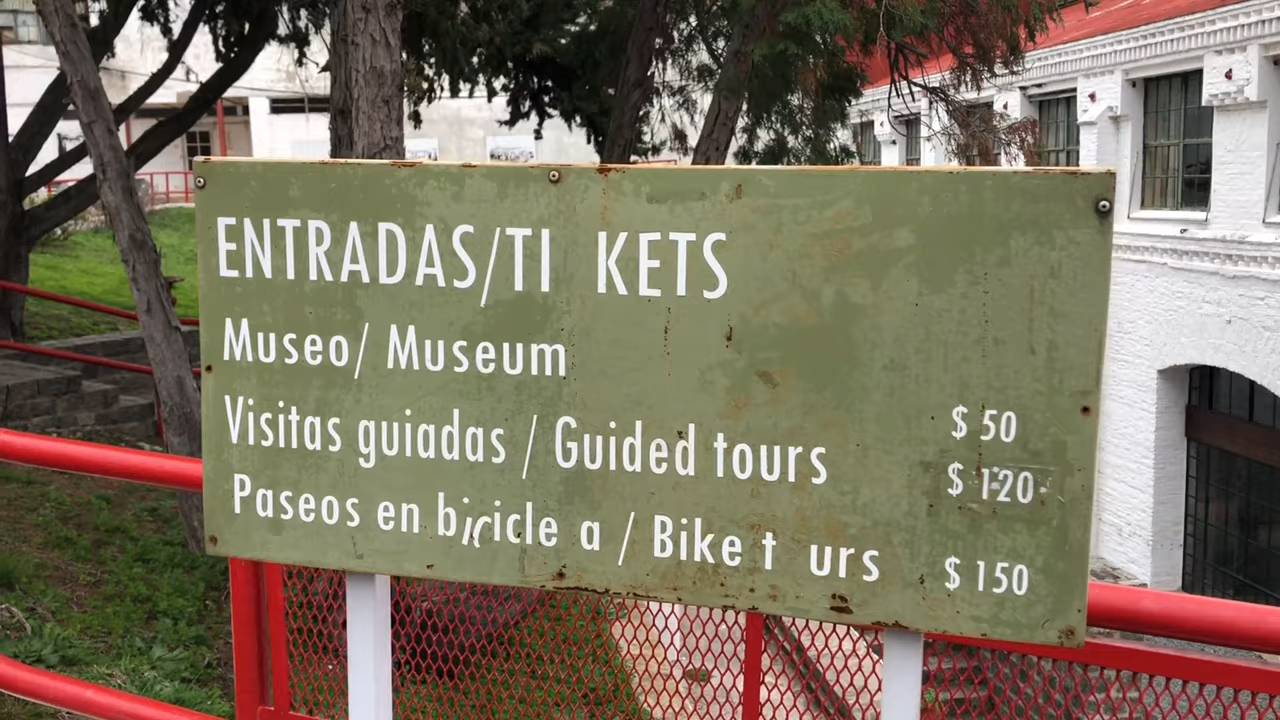 ENTRADAS/TI KETS
Museo/ Museum $ 50
Visitas guiadas / Guided tours $ 120
Paseos en bicicle a / Bike t urs $ 150